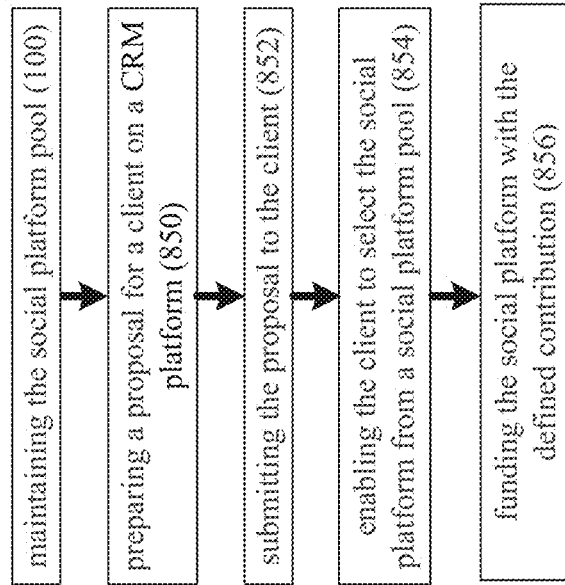 maintaining the social platform pool (100)
preparing a proposal for a client on a CRM
platform (850)
submitting the proposal to the client (852)
enabling the client to select the social
platform from a social platform pool (854)
funding the social platform with the
defined contribution (856)